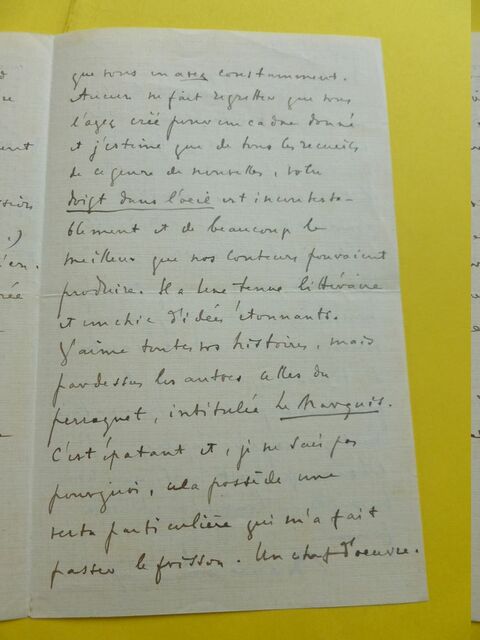 que vous m'avez constamment.
Aucun ne fait regretter que vous
l'ayez créé pour un cadre donné
et j'estime que de tous les recueils
de ce genre de nouvelles, votre
doigt dans l'oeil est incontesta-
blement et de beaucoup le
meilleur que nos conteurs pouvaient
produire. Il a une tenue littéraire
et un chic d'idées étonnants.
J'aime toutes vos histoires, mais
par dessus les autres celles du
perroquet, intitulée Le Marquis.
C'est épatant et, je ne sais pas
pourquoi, cela possède une
vertu particulière qui m'a fait
passer le frisson. Un chef d'oeuvre.